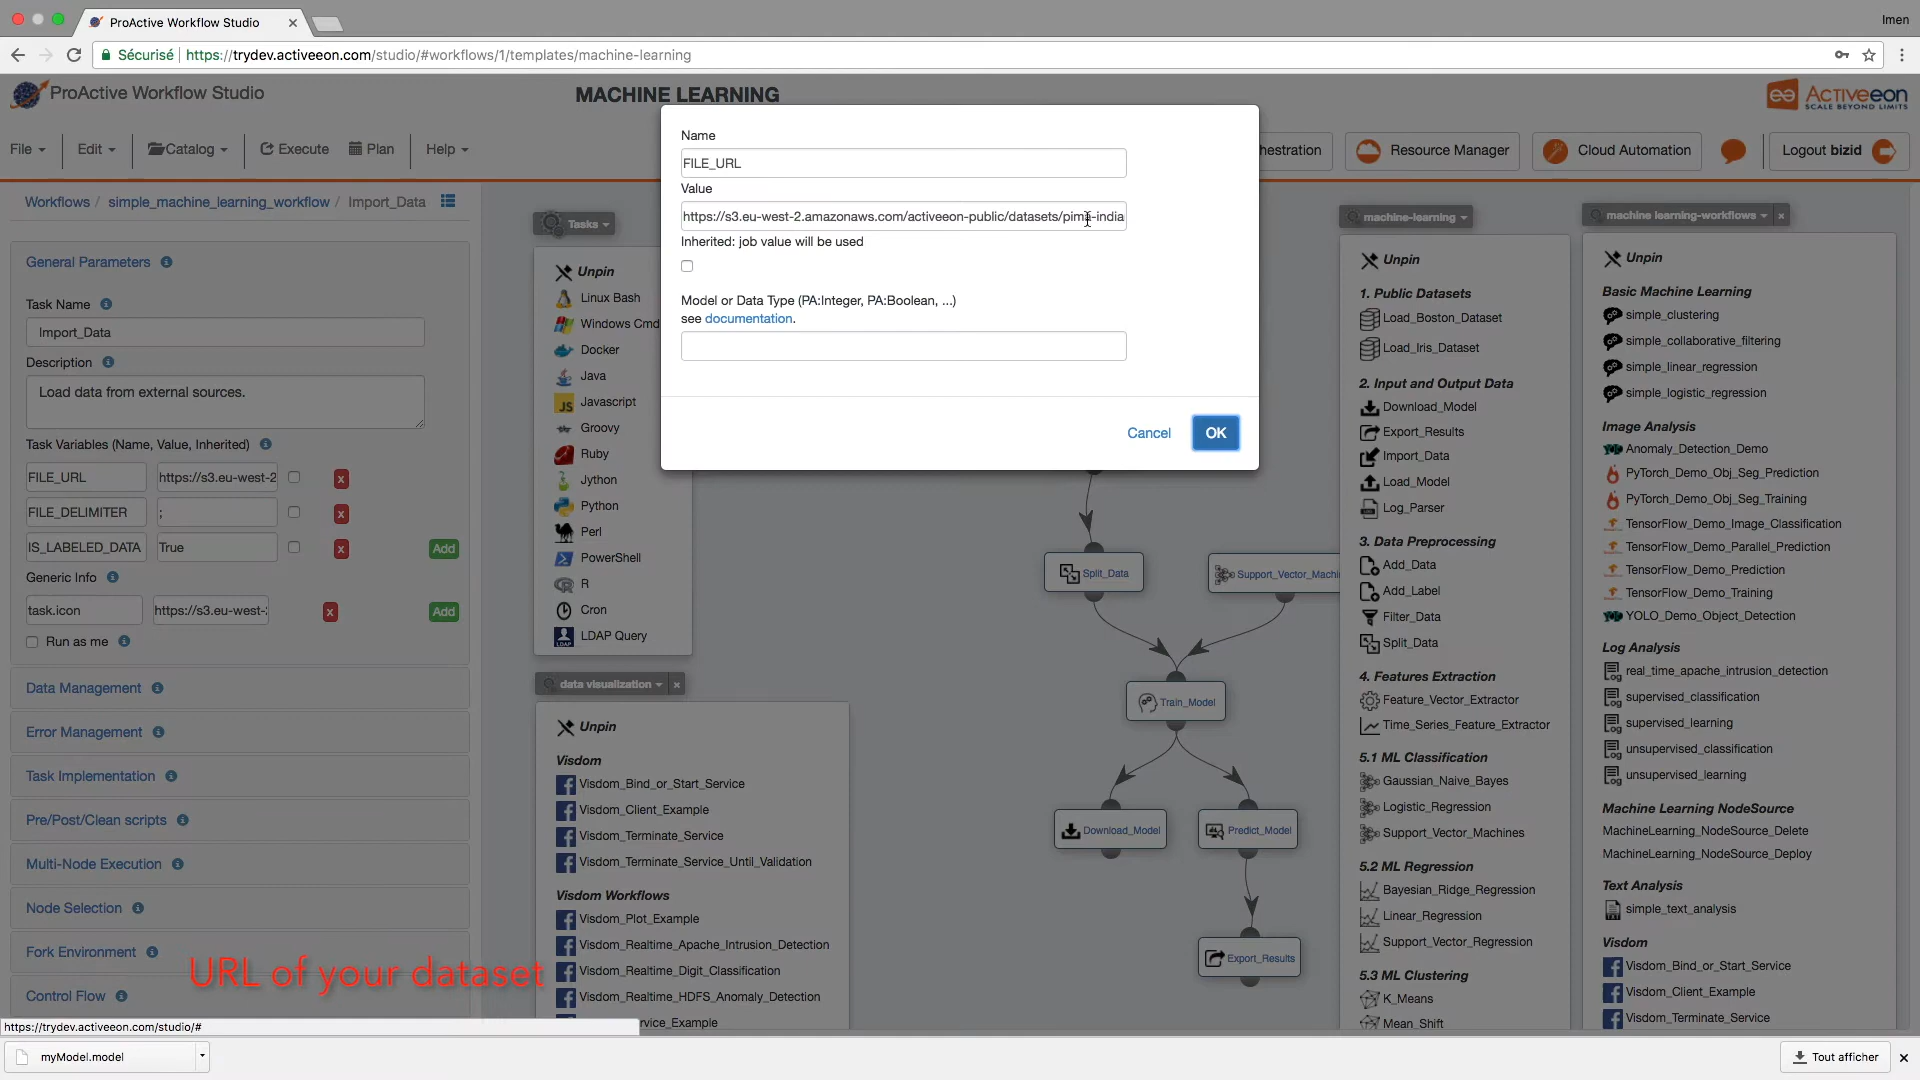 ProActive Workflow Studio
Imen
Sécurisé
https://trydev.activeeon.com/studio/#workflows/1/templates/machine-learning
ProActive Workflow Studio
MACHINE LEARNING
Activeeon
SCALE BEYOND LIMITS
File
Edit
Catalog
Execute
Plan
Help
hestration
Resource Manager
Cloud Automation
Logout bizid
Workflows / simple_machine_learning_workflow / Import_Data
General Parameters
Task Name
Import_Data
Description
Load data from external sources.
Task Variables (Name, Value, Inherited)
FILE_URL
https://s3.eu-west-2
x
FILE_DELIMITER
;
x
IS_LABELED_DATA
True
x
Add
Generic Info
task.icon
https://s3.eu-west-
x
Add
Run as me
Data Management
Error Management
Task Implementation
Pre/Post/Clean scripts
Multi-Node Execution
Node Selection
Fork Environment
Control Flow
URL of your dataset
Name
FILE_URL
Value
https://s3.eu-west-2.amazonaws.com/activeeon-public/datasets/pima-india
Inherited: job value will be used
Model or Data Type (PA:Integer, PA:Boolean, ...)
see documentation.
Cancel
OK
Tasks
Unpin
Linux Bash
Windows Cmd
Docker
Java
Javascript
Groovy
Ruby
Jython
Python
Perl
PowerShell
R
Cron
LDAP Query
data visualization
x
Unpin
Visdom
Visdom_Bind_or_Start_Service
Visdom_Client_Example
Visdom_Terminate_Service
Visdom_Terminate_Service_Until_Validation
Visdom Workflows
Visdom_Plot_Example
Visdom_Realtime_Apache_Intrusion_Detection
Visdom_Realtime_Digit_Classification
Visdom_Realtime_HDFS_Anomaly_Detection
ervice_Example
Split_Data
Support_Vector_Machi
Train_Model
Download_Model
Predict_Model
Export_Results
machine-learning
Unpin
1. Public Datasets
Load_Boston_Dataset
Load_Iris_Dataset
2. Input and Output Data
Download_Model
Export_Results
Import_Data
Load_Model
Log_Parser
3. Data Preprocessing
Add_Data
Add_Label
Filter_Data
Split_Data
4. Features Extraction
Feature_Vector_Extractor
Time_Series_Feature_Extractor
5.1 ML Classification
Gaussian_Naive_Bayes
Logistic_Regression
Support_Vector_Machines
5.2 ML Regression
Bayesian_Ridge_Regression
Linear_Regression
Support_Vector_Regression
5.3 ML Clustering
K_Means
Mean_Shift
machine learning-workflows
x
Unpin
Basic Machine Learning
simple_clustering
simple_collaborative_filtering
simple_linear_regression
simple_logistic_regression
Image Analysis
Anomaly_Detection_Demo
PyTorch_Demo_Obj_Seg_Prediction
PyTorch_Demo_Obj_Seg_Training
TensorFlow_Demo_Image_Classification
TensorFlow_Demo_Parallel_Prediction
TensorFlow_Demo_Prediction
TensorFlow_Demo_Training
YOLO_Demo_Object_Detection
Log Analysis
real_time_apache_intrusion_detection
supervised_classification
supervised_learning
unsupervised_classification
unsupervised_learning
Machine Learning NodeSource
MachineLearning_NodeSource_Delete
MachineLearning_NodeSource_Deploy
Text Analysis
simple_text_analysis
Visdom
Visdom_Bind_or_Start_Service
Visdom_Client_Example
Visdom_Terminate_Service
https://trydev.activeeon.com/studio/#
myModel.model
Tout afficher